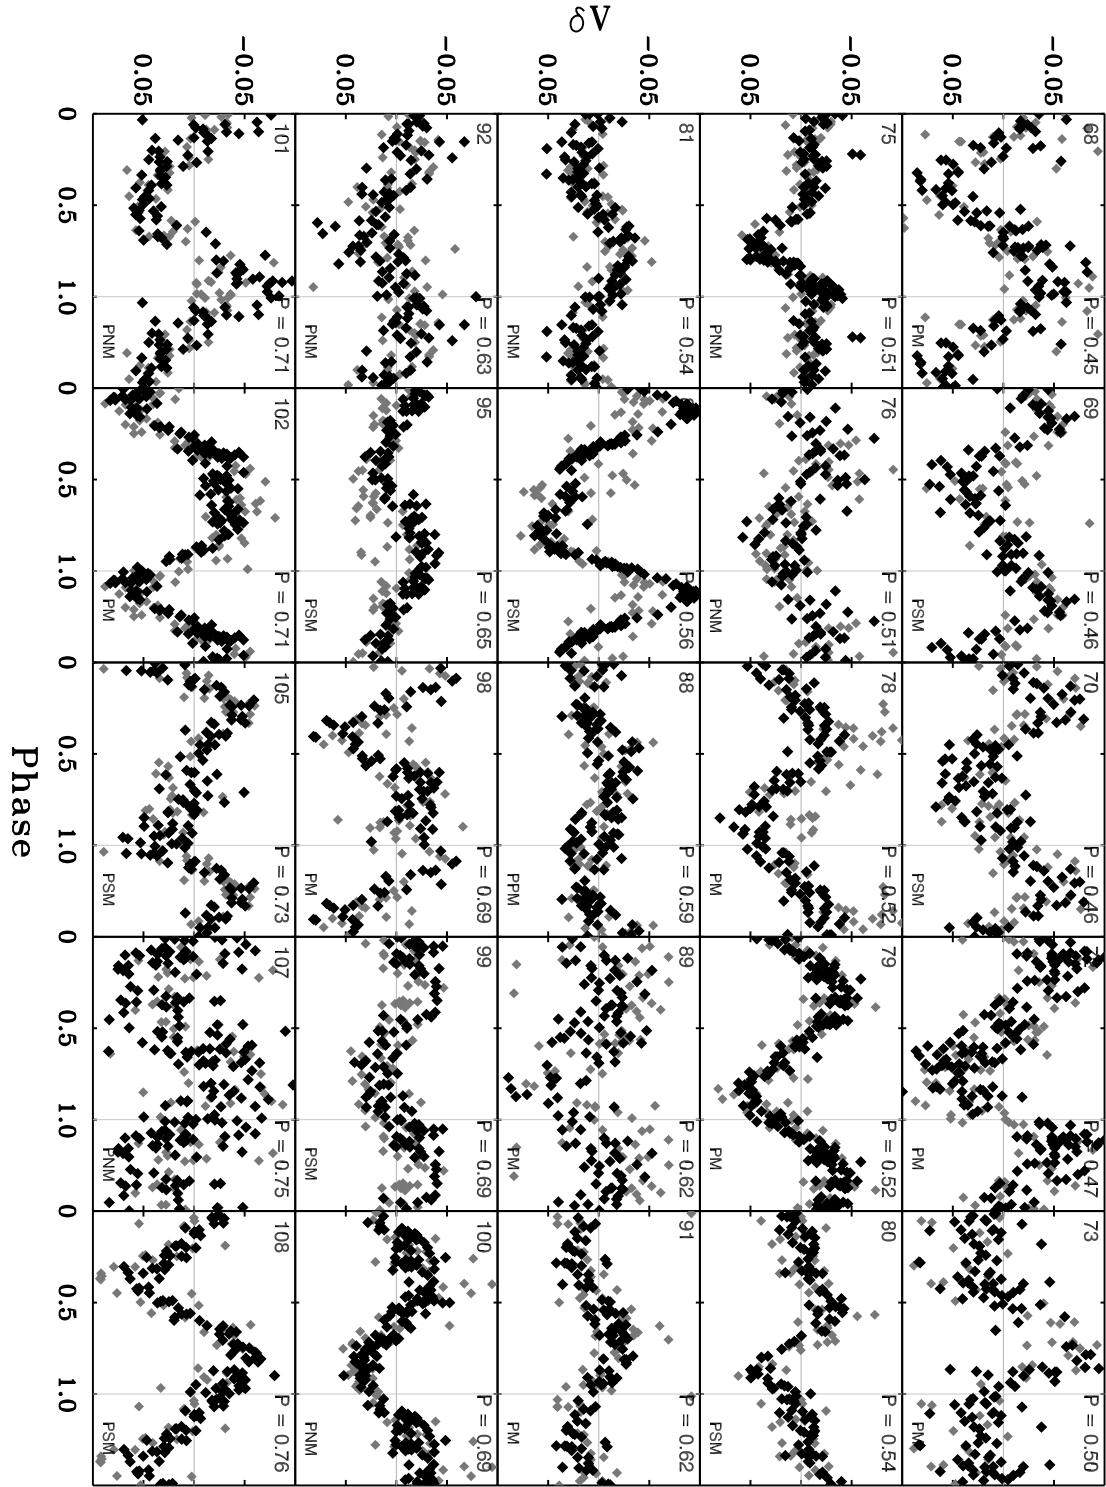 δV
−0.05
0.05
68 P = 0.45
PM
69 P = 0.46
PSM
70 P = 0.46
PSM
P = 0.47
PM
73 P = 0.50
PM
−0.05
0.05
75 P = 0.51
PNM
76 P = 0.51
PNM
78 P = 0.52
PM
79 P = 0.52
PM
80 P = 0.54
PSM
−0.05
0.05
81 P = 0.54
PNM
P = 0.56
PSM
88 P = 0.59
PPM
89 P = 0.62
PM
91 P = 0.62
PM
−0.05
0.05
92 P = 0.63
PNM
95 P = 0.65
PSM
98 P = 0.69
PM
99 P = 0.69
PSM
100 P = 0.69
PNM
−0.05
0.05
101 P = 0.71
PNM
102 P = 0.71
PM
105 P = 0.73
PSM
107 P = 0.75
PNM
108 P = 0.76
PSM
0 0.5 1.0 0 0.5 1.0 0 0.5 1.0 0 0.5 1.0 0 0.5 1.0
Phase